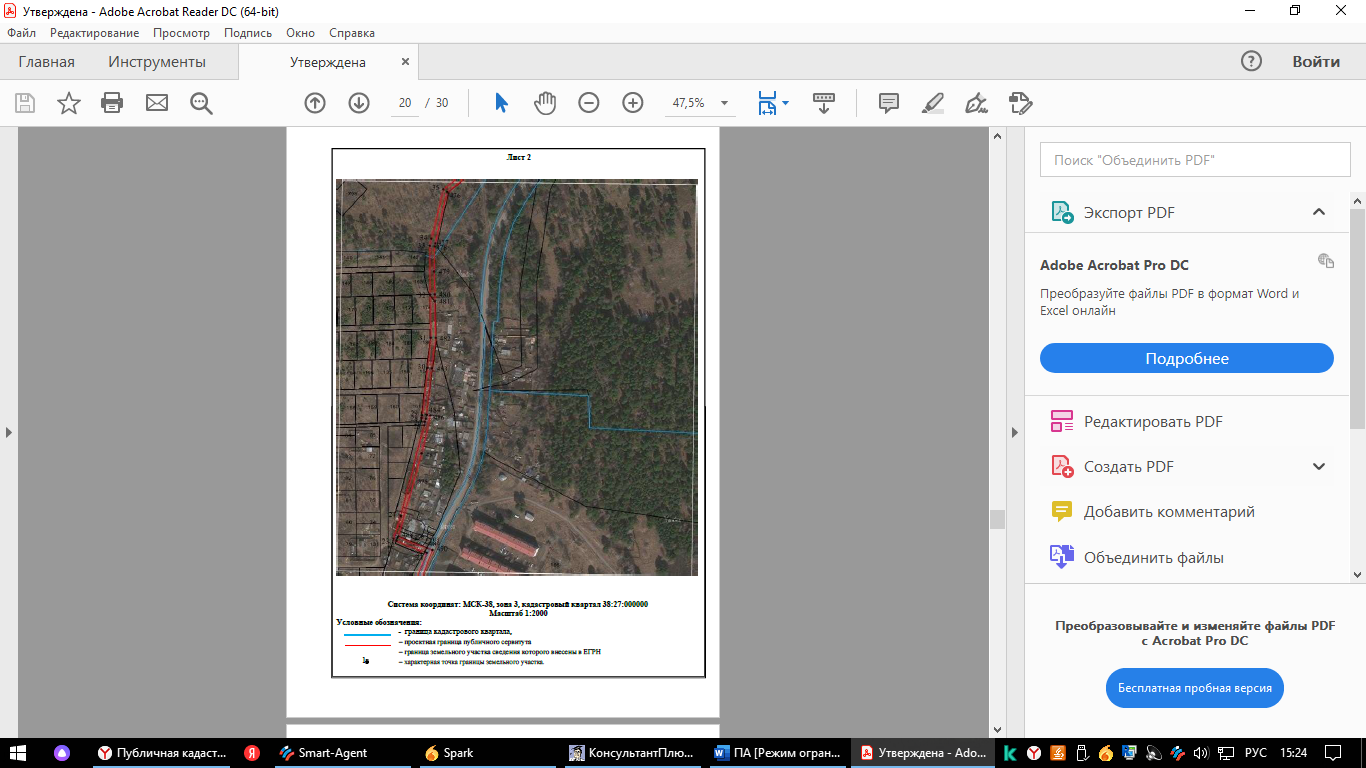 Утверждена - Adobe Acrobat Reader DC (64-bit)
Файл Редактирование Просмотр Подпись Окно Справка
Главная Инструменты Утверждена × Войти
20 / 30 47,5%
Лист 2
Система координат: МСК-38, зона 3, кадастровый квартал 38:27:000000
Масштаб 1:2000
Условные обозначения:
- граница кадастрового квартала,
– проектная граница публичного сервитута
– граница земельного участка сведения которого внесены в ЕГРН
– характерная точка границы земельного участка.
Поиск "Объединить PDF"
Экспорт PDF
Adobe Acrobat Pro DC
Преобразуйте файлы PDF в формат Word и
Excel онлайн
Подробнее
Редактировать PDF
Создать PDF
Добавить комментарий
Объединить файлы
Преобразовывайте и изменяйте файлы PDF
с Acrobat Pro DC
Бесплатная пробная версия
Публичная кадаст... Smart-Agent Spark КонсультантПлю... ПА [Режим огран... Утверждена - Ado... РУС 15:24